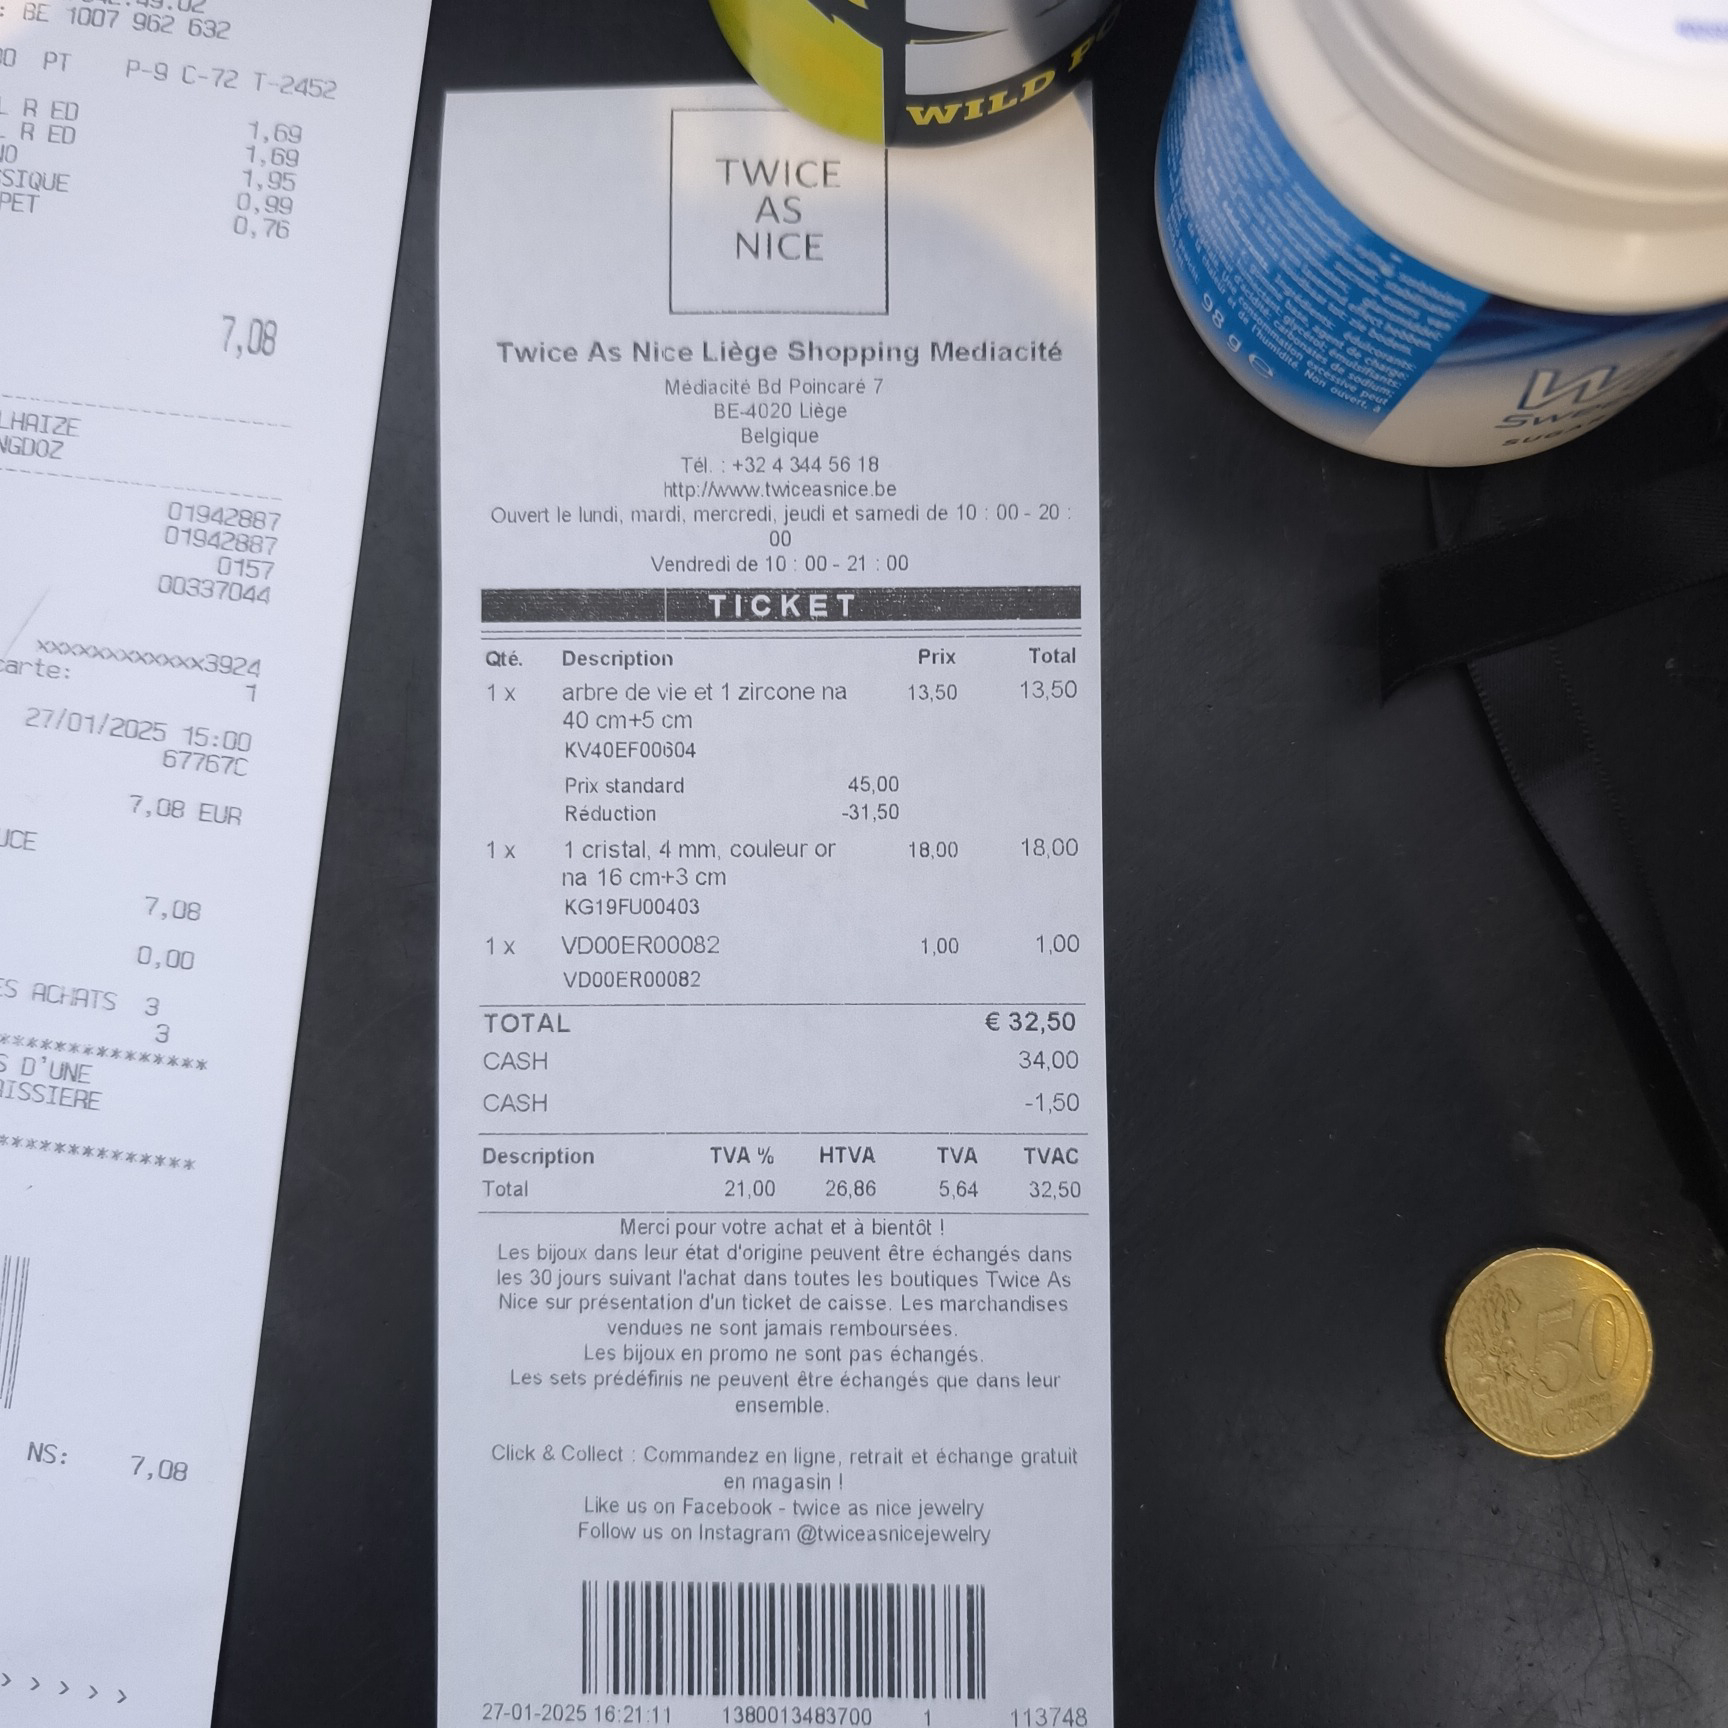 : BE 1007 962 632
PT P-9 C-72 T-2452
L R ED 1,69
L R ED 1,69
1,95
SIQUE 0,99
PET 0,76
7,08
LHAIZE
NGDOZ
01942887
01942887
0157
00337044
xxxxxxxxxxxx3924
carte: 1
27/01/2025 15:00
67767C
7,08 EUR
UCE
7,08
0,00
ES ACHATS 3
3
***************
S D'UNE
AISSIERE
***************
NS: 7,08
> > > > >
WILD
TWICE
AS
NICE
Twice As Nice Liège Shopping Mediacité
Médiacité Bd Poincaré 7
BE-4020 Liège
Belgique
Tél. : +32 4 344 56 18
http://www.twiceasnice.be
Ouvert le lundi, mardi, mercredi, jeudi et samedi de 10 : 00 - 20 :
00
Vendredi de 10 : 00 - 21 : 00
TICKET
Qté. Description Prix Total
1 x arbre de vie et 1 zircone na 13,50 13,50
40 cm+5 cm
KV40EF00604
Prix standard 45,00
Réduction -31,50
1 x 1 cristal, 4 mm, couleur or 18,00 18,00
na 16 cm+3 cm
KG19FU00403
1 x VD00ER00082 1,00 1,00
VD00ER00082
TOTAL € 32,50
CASH 34,00
CASH -1,50
Description TVA % HTVA TVA TVAC
Total 21,00 26,86 5,64 32,50
Merci pour votre achat et à bientôt !
Les bijoux dans leur état d'origine peuvent être échangés dans
les 30 jours suivant l'achat dans toutes les boutiques Twice As
Nice sur présentation d'un ticket de caisse. Les marchandises
vendues ne sont jamais remboursées.
Les bijoux en promo ne sont pas échangés.
Les sets prédéfinis ne peuvent être échangés que dans leur
ensemble.
Click & Collect : Commandez en ligne, retrait et échange gratuit
en magasin !
Like us on Facebook - twice as nice jewelry
Follow us on Instagram @twiceasnicejewelry
27-01-2025 16:21:11 1380013483700 1 113748
98 g e
50
CENT